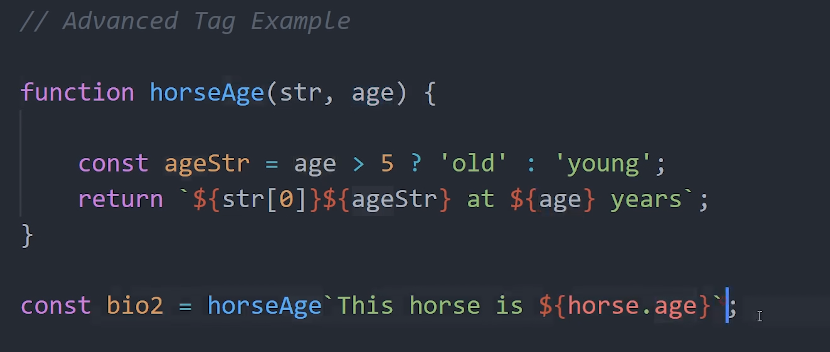 // Advanced Tag Example
function horseAge(str, age) {
const ageStr = age > 5 ? 'old' : 'young';
return `${str[0]}${ageStr} at ${age} years`;
}
const bio2 = horseAge`This horse is ${horse.age}`;